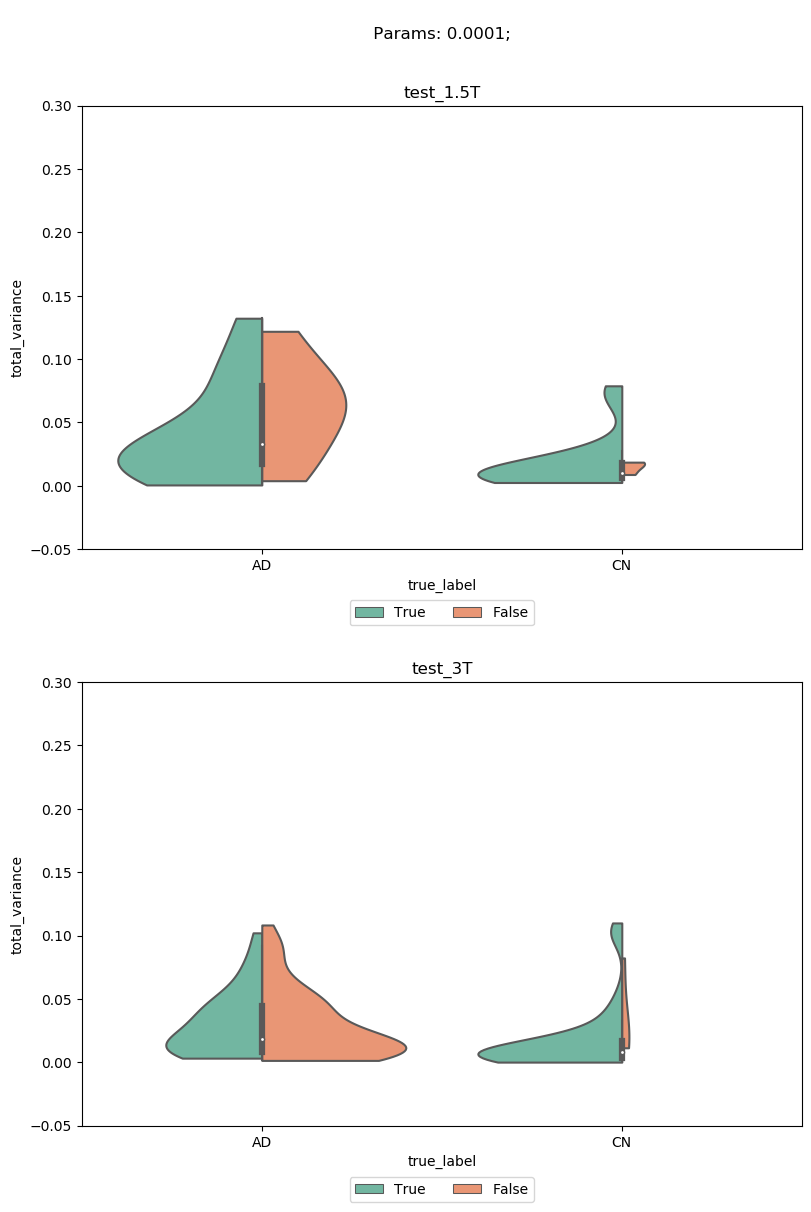 Params: 0.0001;
test_1.5T
0.30
0.25
0.20
0.15
0.10
0.05
0.00
−0.05
total_variance
AD CN
true_label
True False
test_3T
0.30
0.25
0.20
0.15
0.10
0.05
0.00
−0.05
total_variance
AD CN
true_label
True False